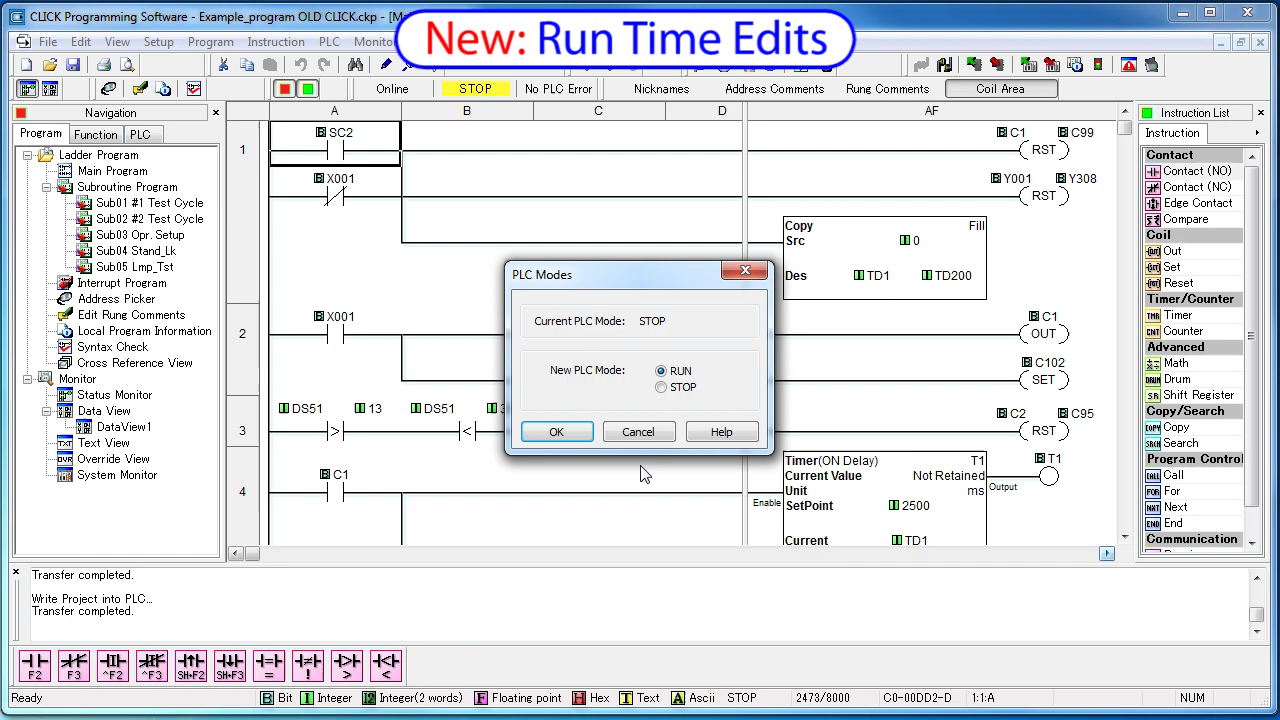 CLICK Programming Software - Example_program OLD CLICK.ckp - [Ma
New: Run Time Edits
File Edit View Setup Program Instruction PLC Monito
Online STOP No PLC Error Nicknames Address Comments Rung Comments Coil Area
Navigation
Program Function PLC
Ladder Program
Main Program
Subroutine Program
Sub01 #1 Test Cycle
Sub02 #2 Test Cycle
Sub03 Opr. Setup
Sub04 Stand_Lk
Sub05 Lmp_Tst
Interrupt Program
Address Picker
Edit Rung Comments
Local Program Information
Syntax Check
Cross Reference View
Monitor
Status Monitor
Data View
DataView1
Text View
Override View
System Monitor
A B C D AF
1
B SC2 B C1 B C99
RST
B X001 B Y001 B Y308
RST
Copy Fill
Src I 0
Des I TD1 I TD200
2
B X001 B C1
OUT
B C102
SET
3
I DS51 I 13 I DS51 I 3 B C2 B C95
> < RST
4
B C1
Timer(ON Delay) T1
Current Value Not Retained
Unit ms
SetPoint I 2500
Current I TD1
Enable
Output
B T1
PLC Modes
Current PLC Mode: STOP
New PLC Mode: RUN
STOP
OK Cancel Help
Instruction List
Instruction
Contact
Contact (NO)
Contact (NC)
Edge Contact
Compare
Coil
Out
Set
Reset
Timer/Counter
TMR Timer
CNT Counter
Advanced
Math
DRUM Drum
Shift Register
Copy/Search
Copy
Search
Program Contro
Call
FOR For
NXT Next
END End
Communication
Transfer completed.
Write Project into PLC...
Transfer completed.
F2 F3 ^F2 ^F3 SH+F2 SH+F3 = ! > <
Ready B Bit I Integer I2 Integer(2 words) F Floating point H Hex T Text A Ascii STOP 2473/8000 C0-00DD2-D 1:1:A NUM